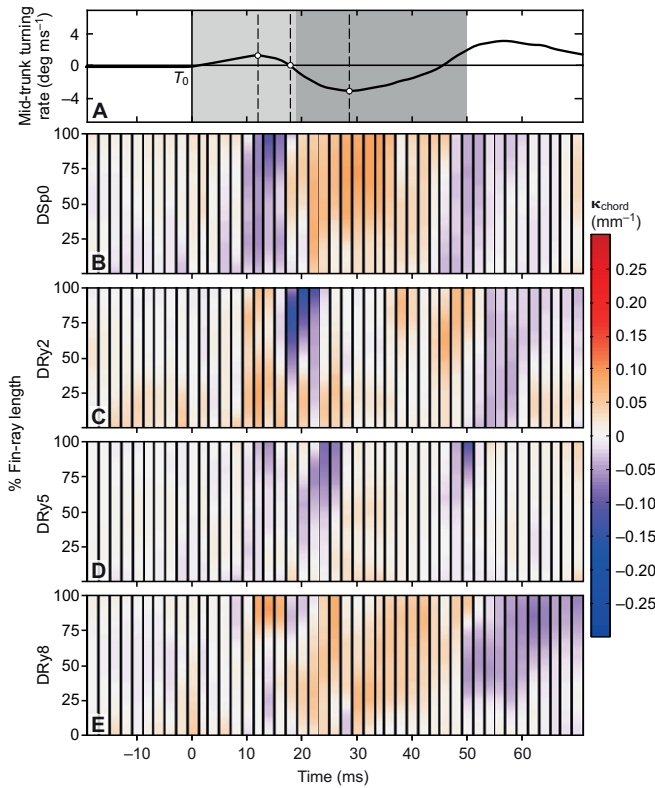 Mid-trunk turning
rate (deg ms–1)
4
0
–4
T0
A
100
75
50
25
DSp0
B
κchord
(mm–1)
0.25
0.20
0.15
0.10
0.05
0
–0.05
–0.10
–0.15
–0.20
–0.25
100
75
50
25
DRy2
C
% Fin-ray length
100
75
50
25
0
DRy5
D
100
75
50
25
0
DRy8
E
–10
0
10
20
30
40
50
60
Time (ms)